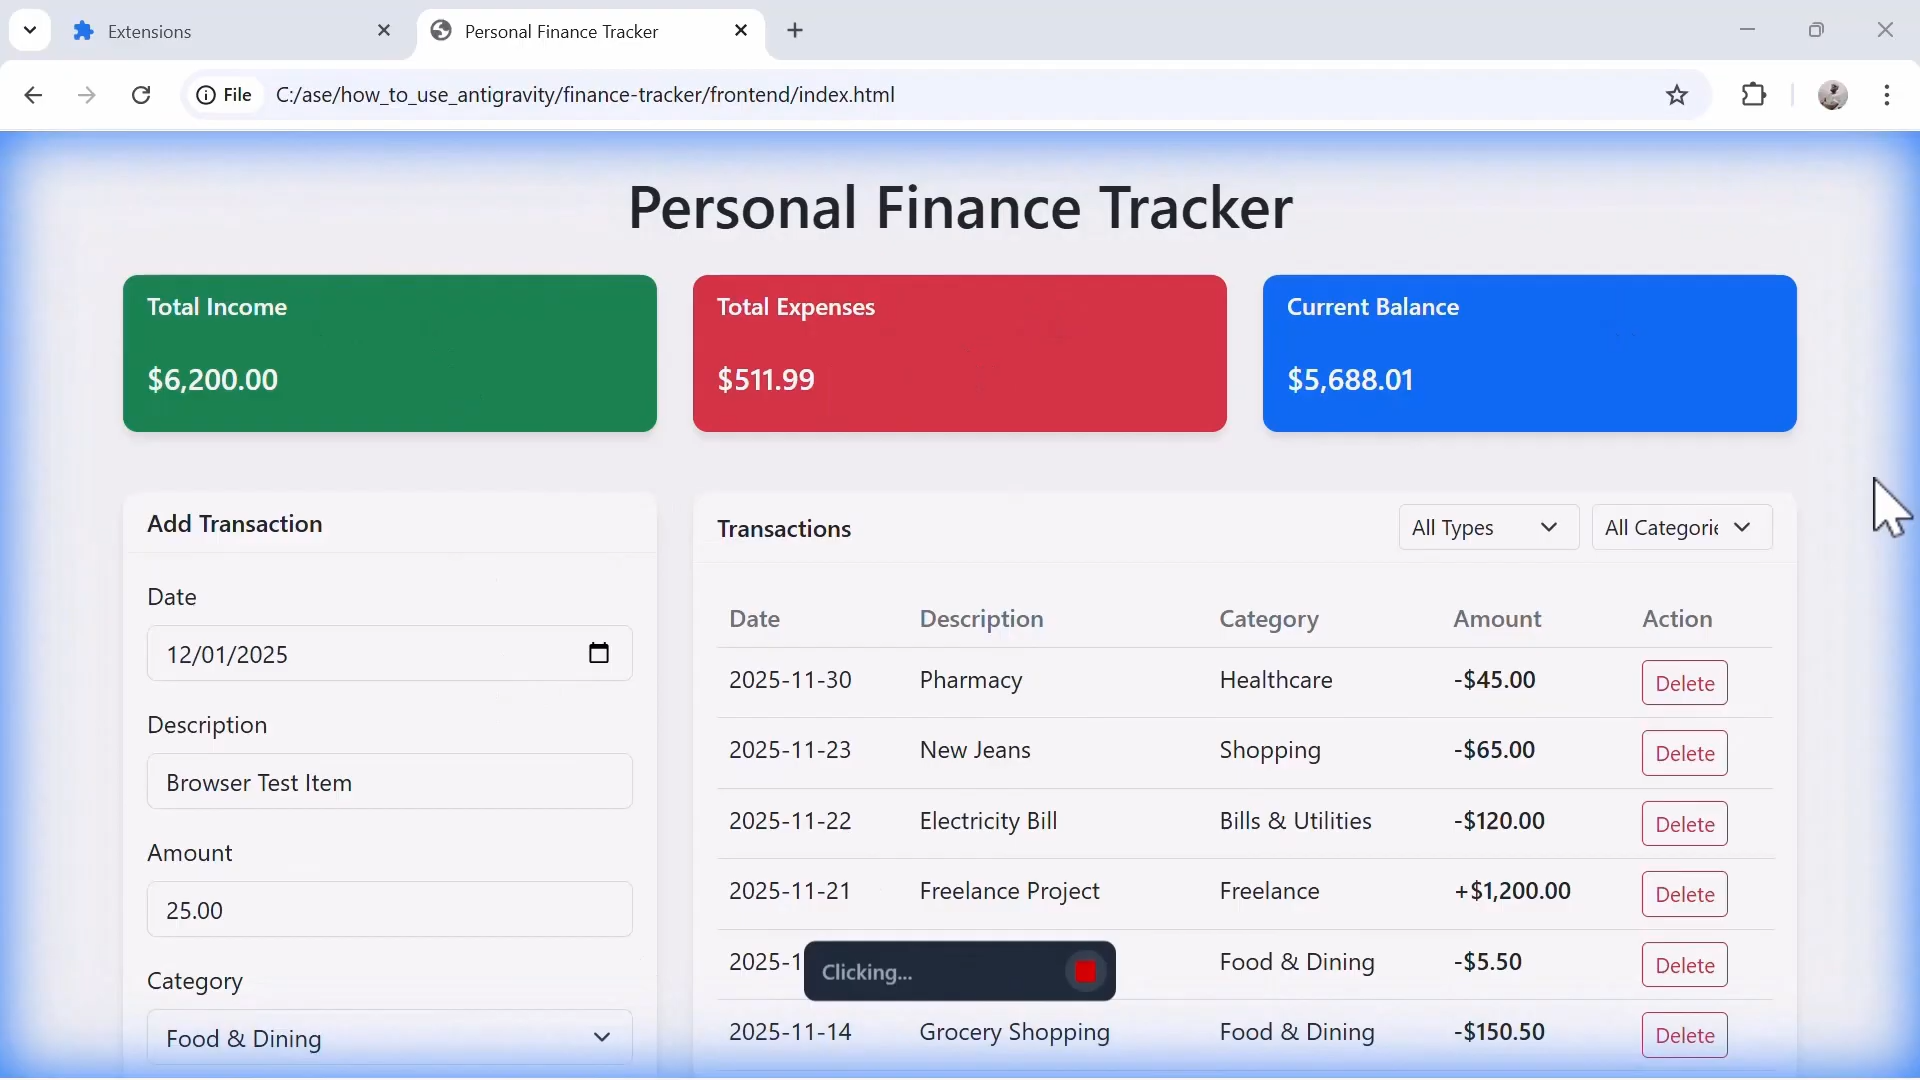 Extensions
Personal Finance Tracker
File
C:/ase/how_to_use_antigravity/finance-tracker/frontend/index.html
Personal Finance Tracker
Total Income
$6,200.00
Total Expenses
$511.99
Current Balance
$5,688.01
Add Transaction
Date
12/01/2025
Description
Browser Test Item
Amount
25.00
Category
Food & Dining
Transactions
All Types
All Categorie
Date Description Category Amount Action
2025-11-30 Pharmacy Healthcare -$45.00 Delete
2025-11-23 New Jeans Shopping -$65.00 Delete
2025-11-22 Electricity Bill Bills & Utilities -$120.00 Delete
2025-11-21 Freelance Project Freelance +$1,200.00 Delete
2025-1 Food & Dining -$5.50 Delete
Clicking...
2025-11-14 Grocery Shopping Food & Dining -$150.50 Delete